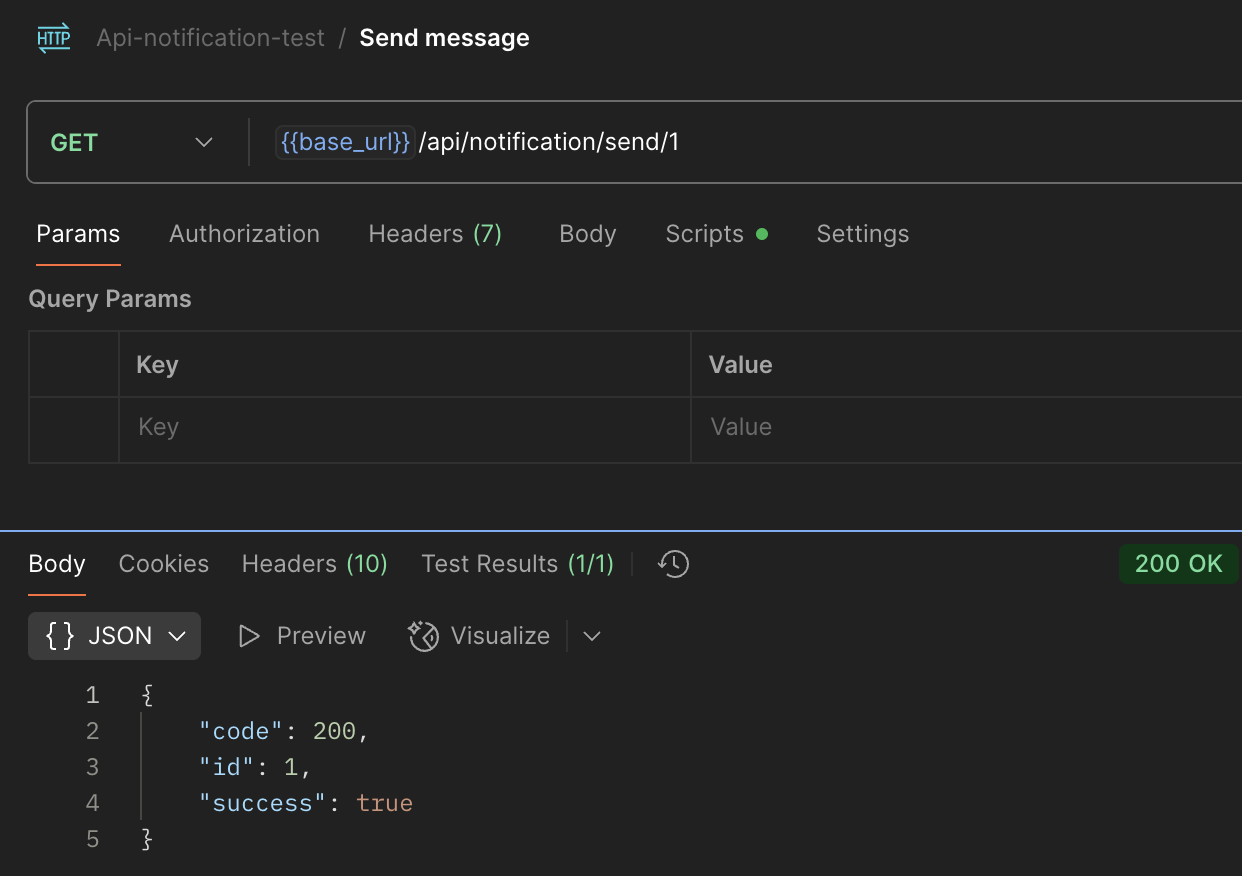 HTTP Api-notification-test / Send message
GET {{base_url}} /api/notification/send/1
Params Authorization Headers (7) Body Scripts Settings
Query Params
Key Value
Key Value
Body Cookies Headers (10) Test Results (1/1) 200 OK
{} JSON Preview Visualize
1 {
2 "code": 200,
3 "id": 1,
4 "success": true
5 }